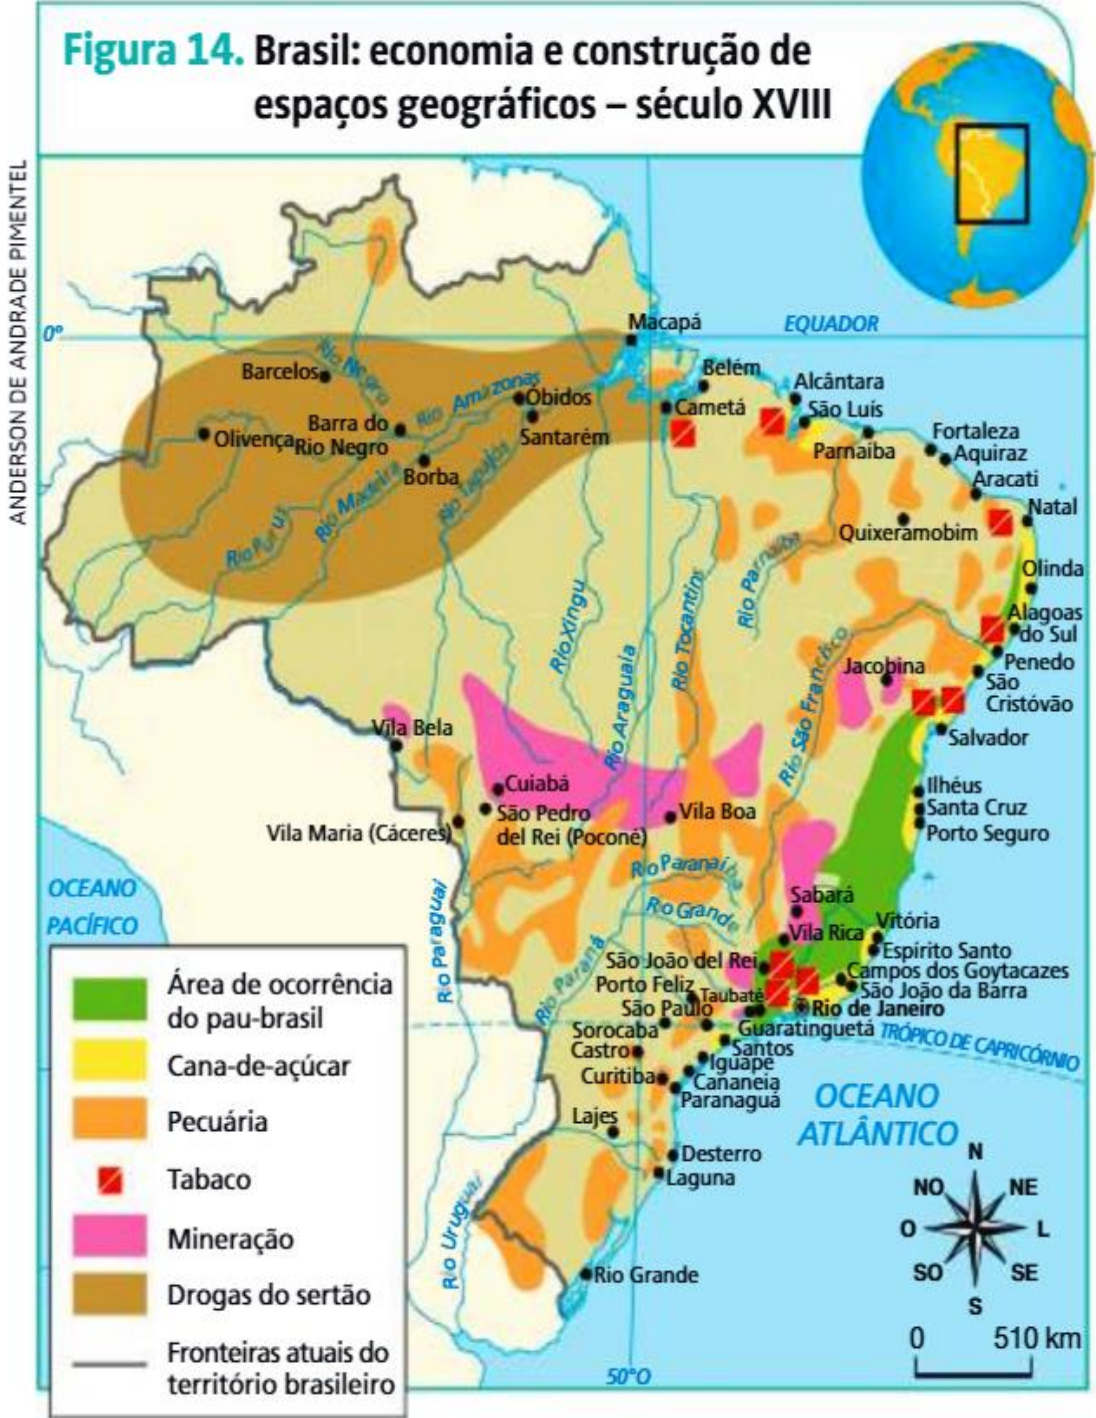 Figura 14. Brasil: economia e construção de
espaços geográficos – século XVIII
ANDERSON DE ANDRADE PIMENTEL
0°
EQUADOR
Macapá
Belém
Barcelos
Rio Negro
Rio Amazonas
Óbidos
Cametá
Alcântara
São Luís
Olivença
Barra do
Rio Negro
Santarém
Parnaíba
Fortaleza
Aquiraz
Borba
Rio Madeira
Rio Tapajós
Aracati
Natal
Rio Purus
Quixeramobim
Rio Parnaíba
Olinda
Rio Xingu
Rio Tocantins
Alagoas
do Sul
Rio Araguaia
Rio São Francisco
Jacobina
Penedo
São
Cristóvão
Vila Bela
Salvador
Cuiabá
Ilhéus
São Pedro
del Rei (Poconé)
Vila Boa
Santa Cruz
Vila Maria (Cáceres)
Porto Seguro
Rio Paranaíba
OCEANO
PACÍFICO
Rio Paraguai
Rio Grande
Sabará
Vila Rica
Vitória
Espírito Santo
Rio Paraná
São João del Rei
Campos dos Goytacazes
Porto Feliz
Taubaté
São João da Barra
São Paulo
Rio de Janeiro
Sorocaba
Guaratinguetá
TRÓPICO DE CAPRICÓRNIO
Castro
Santos
Iguape
Curitiba
Cananeia
Paranaguá
OCEANO
ATLÂNTICO
Lajes
Desterro
Laguna
Rio Uruguai
Rio Grande
50°O
Área de ocorrência
do pau-brasil
Cana-de-açúcar
Pecuária
Tabaco
Mineração
Drogas do sertão
Fronteiras atuais do
território brasileiro
N
NO
NE
O
L
SO
SE
S
0 510 km